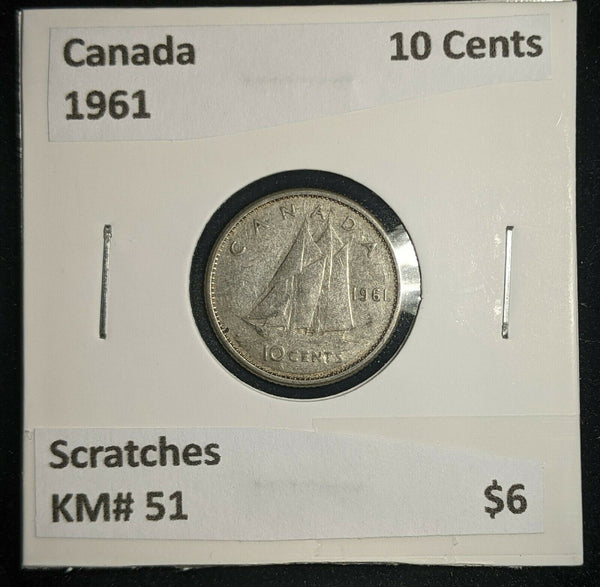 Canada 10 Cents
1961
CANADA
1961
10 CENTS
Scratches
KM# 51 $6